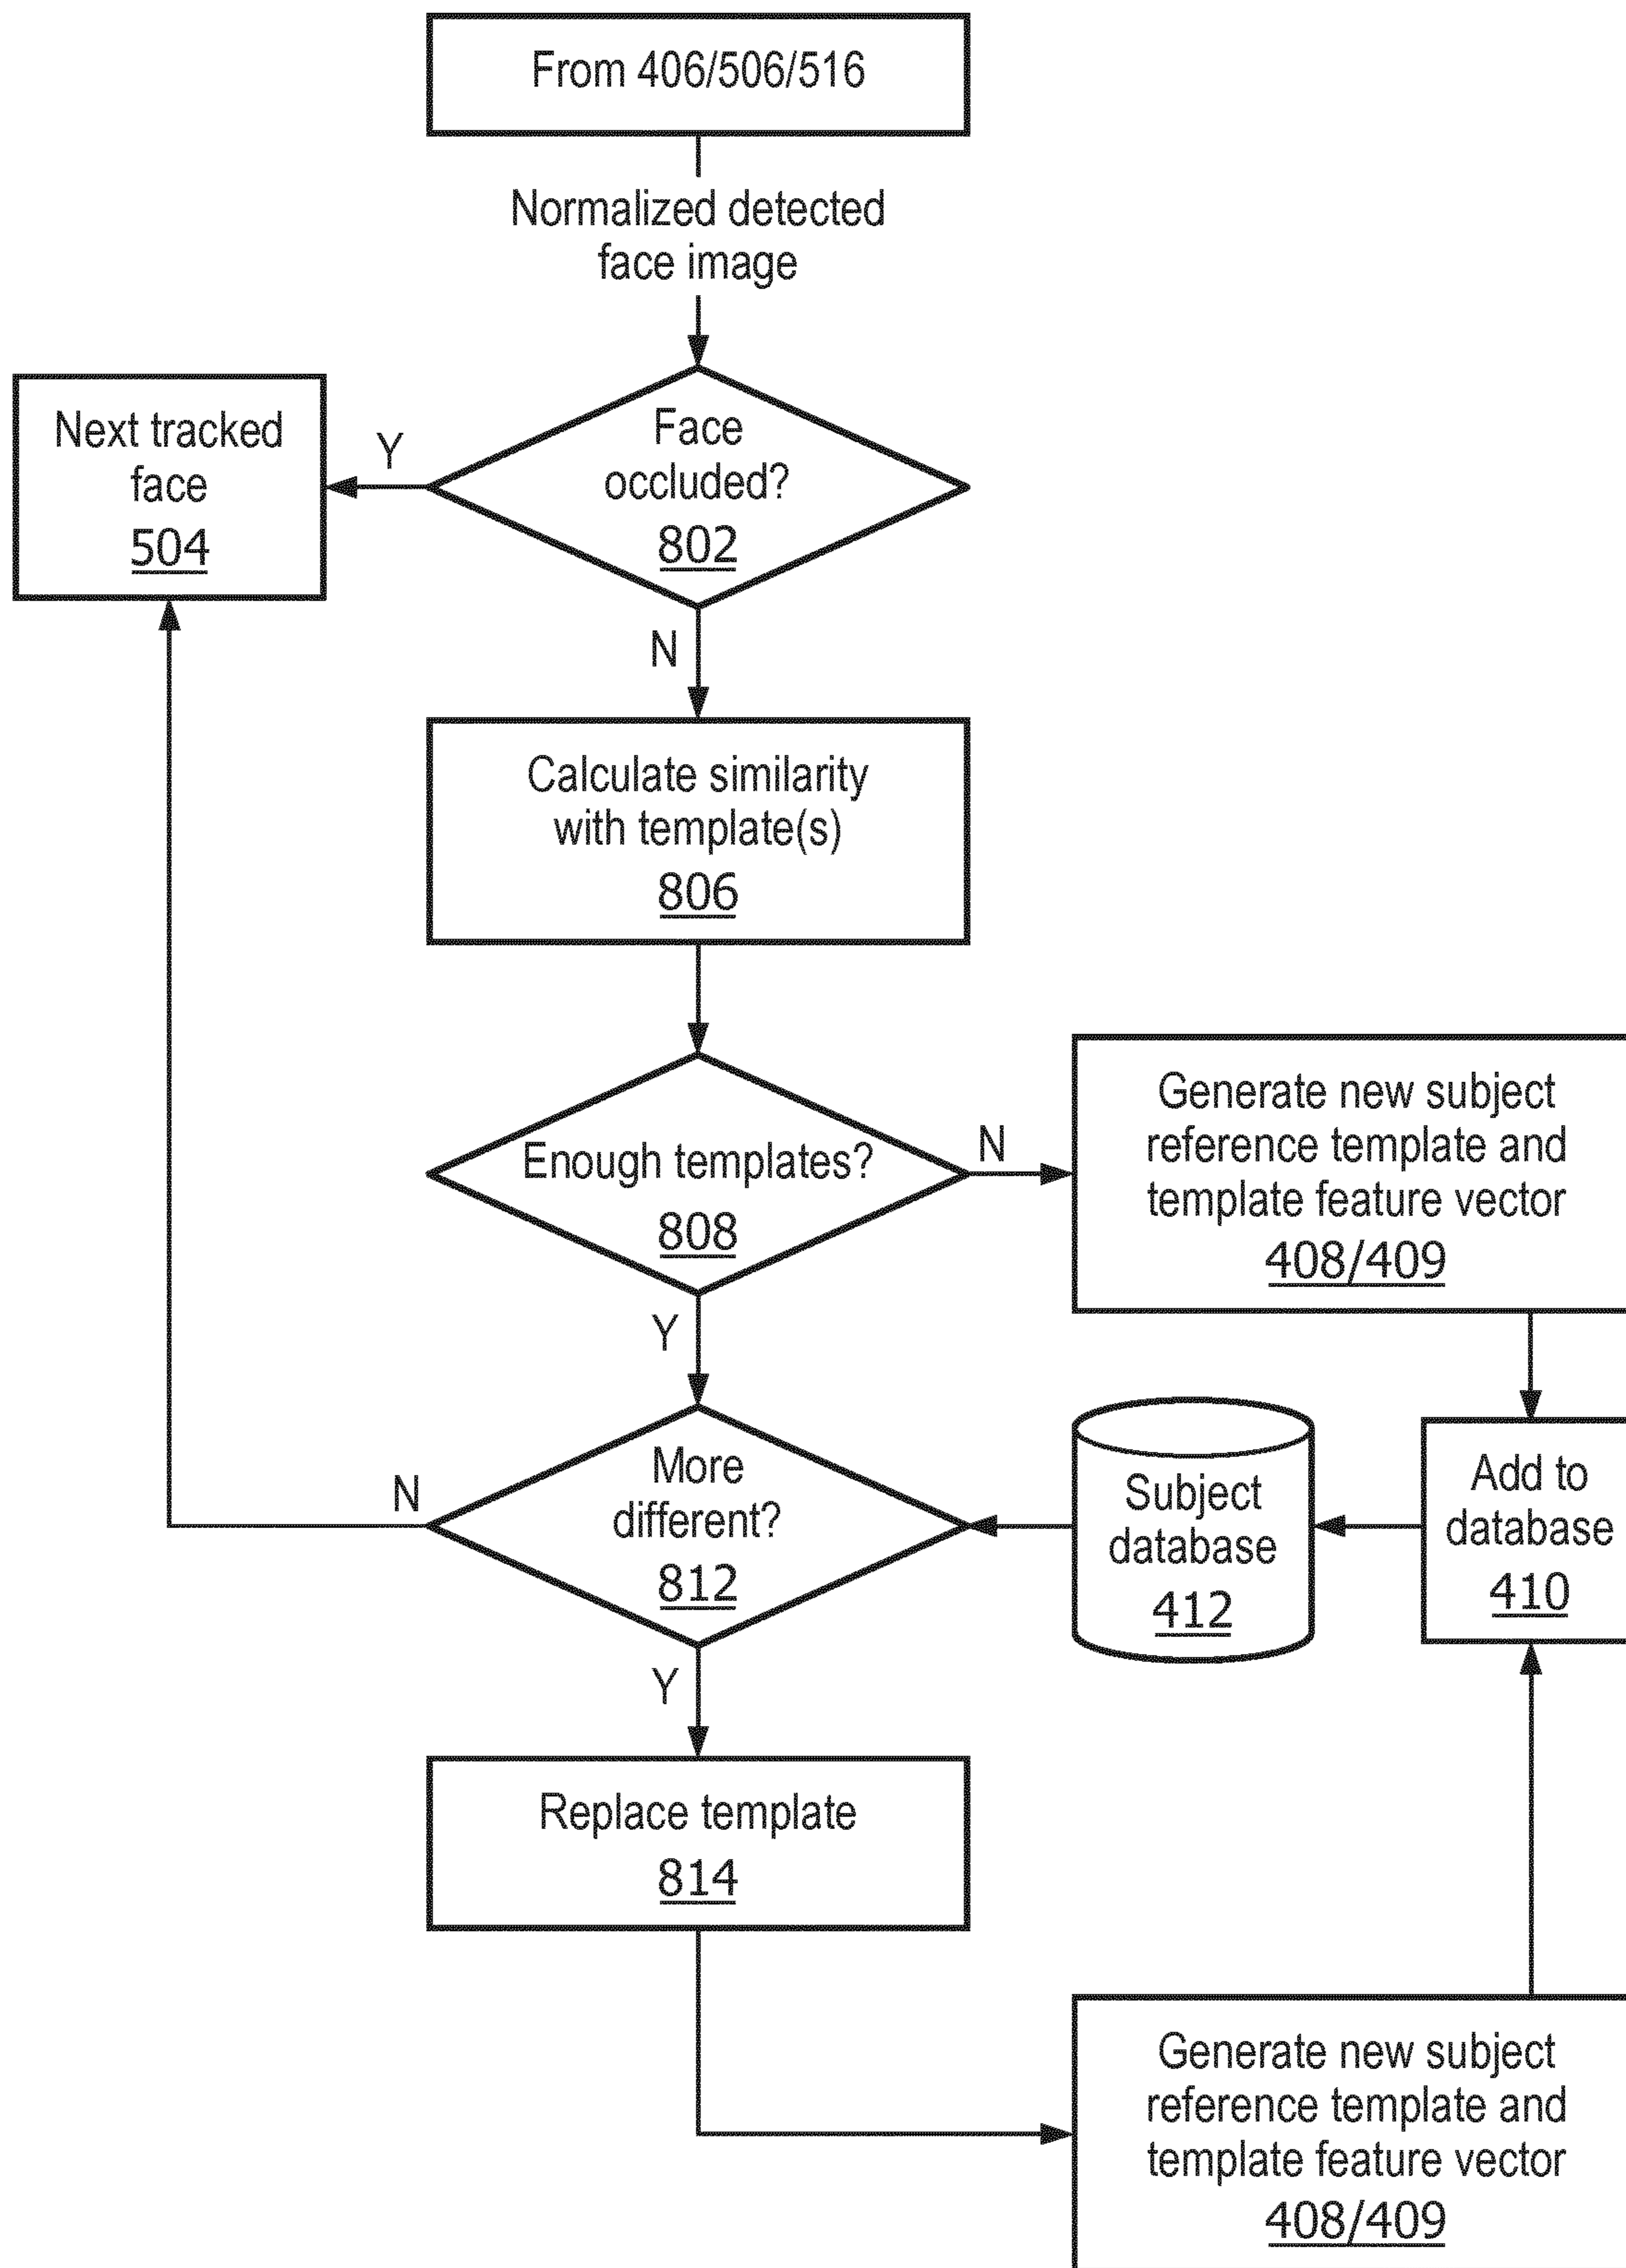 From 406/506/516
Normalized detected
face image
Next tracked
face
504
Y
Face
occluded?
802
N
Calculate similarity
with template(s)
806
Enough templates?
808
N
Generate new subject
reference template and
template feature vector
408/409
Y
More
different?
812
N
Subject
database
412
Add to
database
410
Y
Replace template
814
Generate new subject
reference template and
template feature vector
408/409